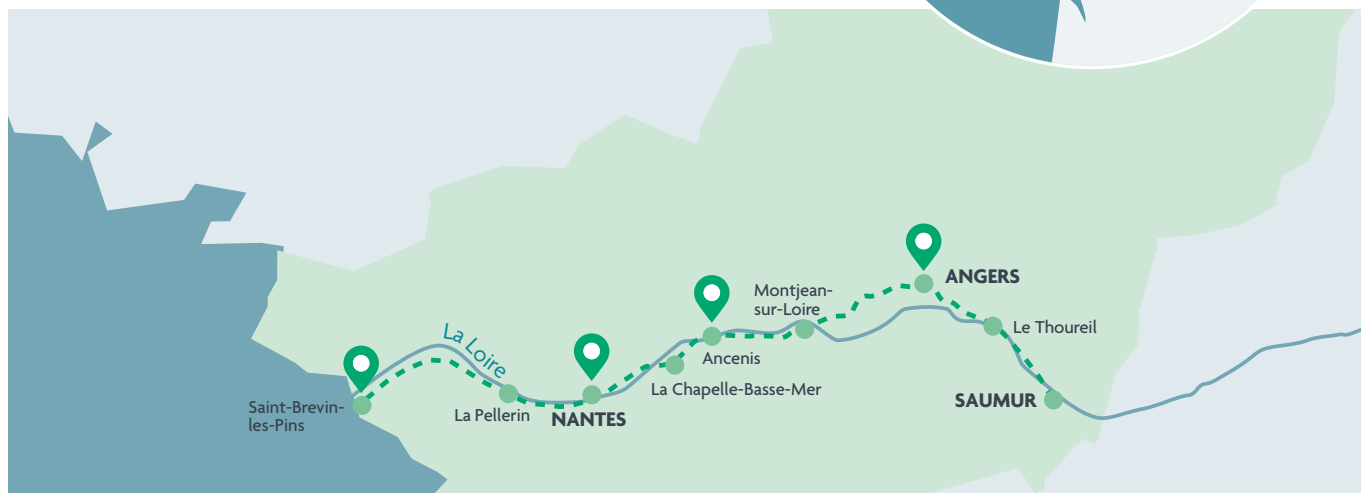 La Loire
Saint-Brevin-
les-Pins
La Pellerin
NANTES
La Chapelle-Basse-Mer
Ancenis
Montjean-
sur-Loire
ANGERS
Le Thoureil
SAUMUR